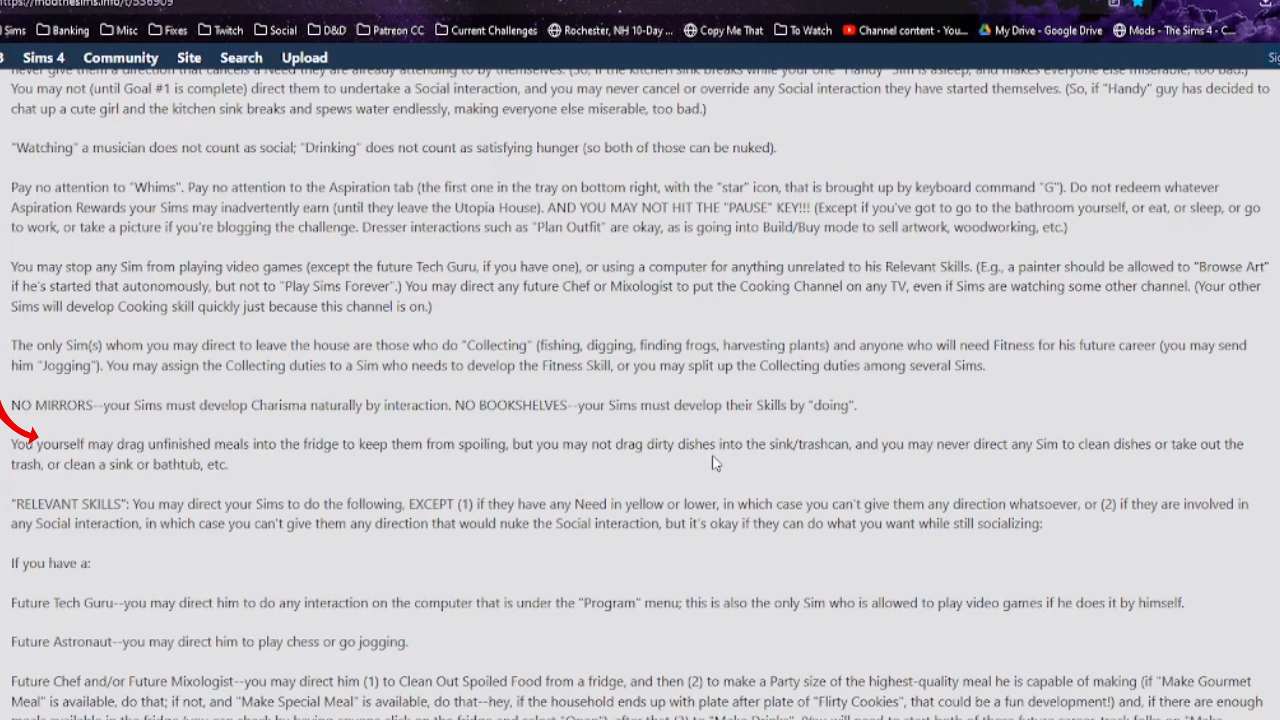 https://modthesims.info/t/536909
Sims Banking Misc Fixes Twitch Social D&D Patreon CC Current Challenges Rochester, NH 10-Day ... Copy Me That To Watch Channel content - You... My Drive - Google Drive Mods - The Sims 4 - C...
3 Sims 4 Community Site Search Upload
never give them a direction that cancels a Need they are already attending to by themselves. (So, if the kitchen sink breaks while your one "Handy" Sim is asleep, and makes everyone else miserable, too bad.)
You may not (until Goal #1 is complete) direct them to undertake a Social interaction, and you may never cancel or override any Social interaction they have started themselves. (So, if "Handy" guy has decided to
chat up a cute girl and the kitchen sink breaks and spews water endlessly, making everyone else miserable, too bad.)
"Watching" a musician does not count as social; "Drinking" does not count as satisfying hunger (so both of those can be nuked).
Pay no attention to "Whims". Pay no attention to the Aspiration tab (the first one in the tray on bottom right, with the "star" icon, that is brought up by keyboard command "G"). Do not redeem whatever
Aspiration Rewards your Sims may inadvertently earn (until they leave the Utopia House). AND YOU MAY NOT HIT THE "PAUSE" KEY!!! (Except if you've got to go to the bathroom yourself, or eat, or sleep, or go
to work, or take a picture if you're blogging the challenge. Dresser interactions such as "Plan Outfit" are okay, as is going into Build/Buy mode to sell artwork, woodworking, etc.)
You may stop any Sim from playing video games (except the future Tech Guru, if you have one), or using a computer for anything unrelated to his Relevant Skills. (E.g., a painter should be allowed to "Browse Art"
if he's started that autonomously, but not to "Play Sims Forever".) You may direct any future Chef or Mixologist to put the Cooking Channel on any TV, even if Sims are watching some other channel. (Your other
Sims will develop Cooking skill quickly just because this channel is on.)
The only Sim(s) whom you may direct to leave the house are those who do "Collecting" (fishing, digging, finding frogs, harvesting plants) and anyone who will need Fitness for his future career (you may send
him "Jogging"). You may assign the Collecting duties to a Sim who needs to develop the Fitness Skill, or you may split up the Collecting duties among several Sims.
NO MIRRORS--your Sims must develop Charisma naturally by interaction. NO BOOKSHELVES--your Sims must develop their Skills by "doing".
You yourself may drag unfinished meals into the fridge to keep them from spoiling, but you may not drag dirty dishes into the sink/trashcan, and you may never direct any Sim to clean dishes or take out the
trash, or clean a sink or bathtub, etc.
"RELEVANT SKILLS": You may direct your Sims to do the following, EXCEPT (1) if they have any Need in yellow or lower, in which case you can't give them any direction whatsoever, or (2) if they are involved in
any Social interaction, in which case you can't give them any direction that would nuke the Social interaction, but it's okay if they can do what you want while still socializing:
If you have a:
Future Tech Guru--you may direct him to do any interaction on the computer that is under the "Program" menu; this is also the only Sim who is allowed to play video games if he does it by himself.
Future Astronaut--you may direct him to play chess or go jogging.
Future Chef and/or Future Mixologist--you may direct him (1) to Clean Out Spoiled Food from a fridge, and then (2) to make a Party size of the highest-quality meal he is capable of making (if "Make Gourmet
Meal" is available, do that; if not, and "Make Special Meal" is available, do that--hey, if the household ends up with plate after plate of "Flirty Cookies", that could be a fun development!) and, if there are enough